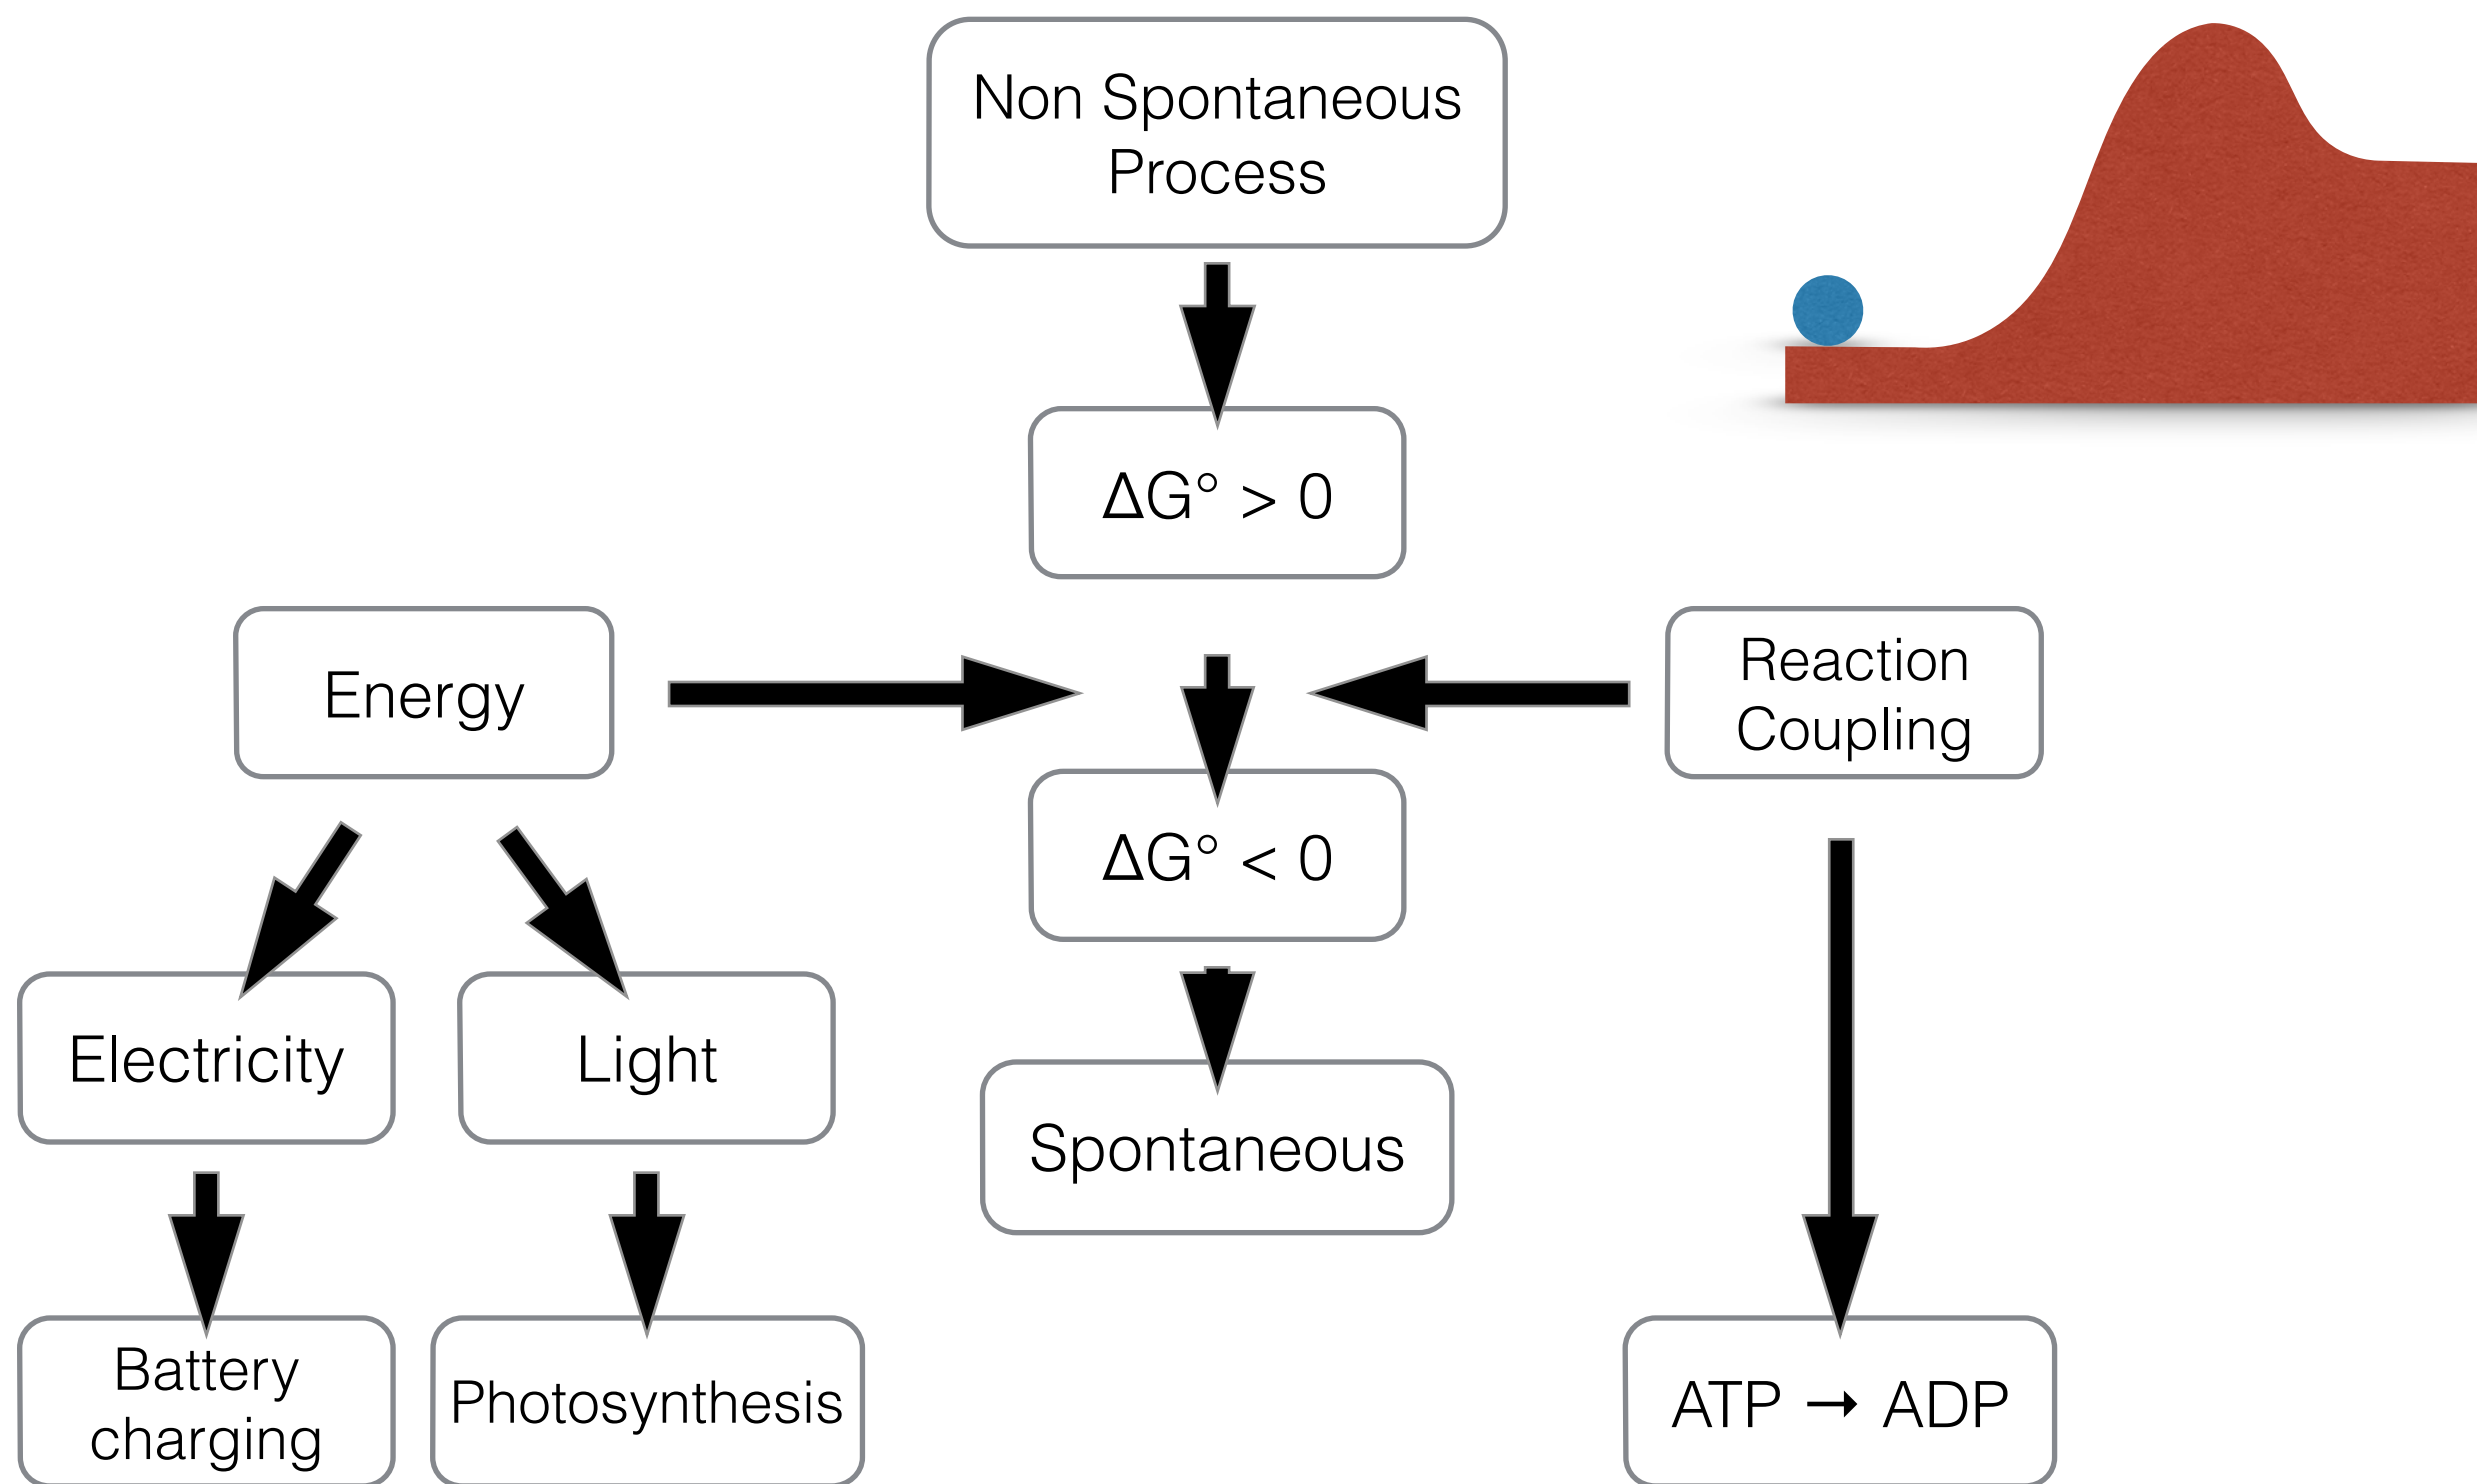 Non Spontaneous
Process
ΔG° > 0
Energy
Reaction
Coupling
ΔG° < 0
Electricity
Light
Spontaneous
Battery
charging
Photosynthesis
ATP → ADP